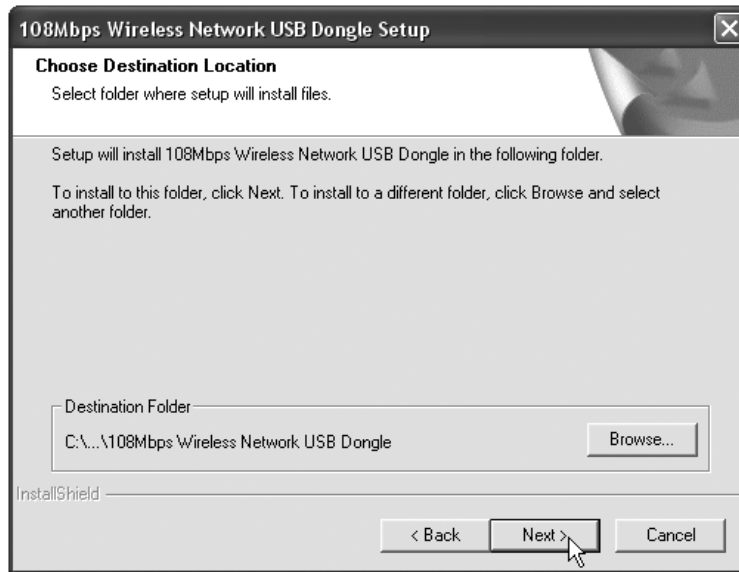 108Mbps Wireless Network USB Dongle Setup
Choose Destination Location
Select folder where setup will install files.
Setup will install 108Mbps Wireless Network USB Dongle in the following folder.
To install to this folder, click Next. To install to a different folder, click Browse and select
another folder.
Destination Folder
C:\...\108Mbps Wireless Network USB Dongle
Browse...
InstallShield
< Back
Next >
Cancel